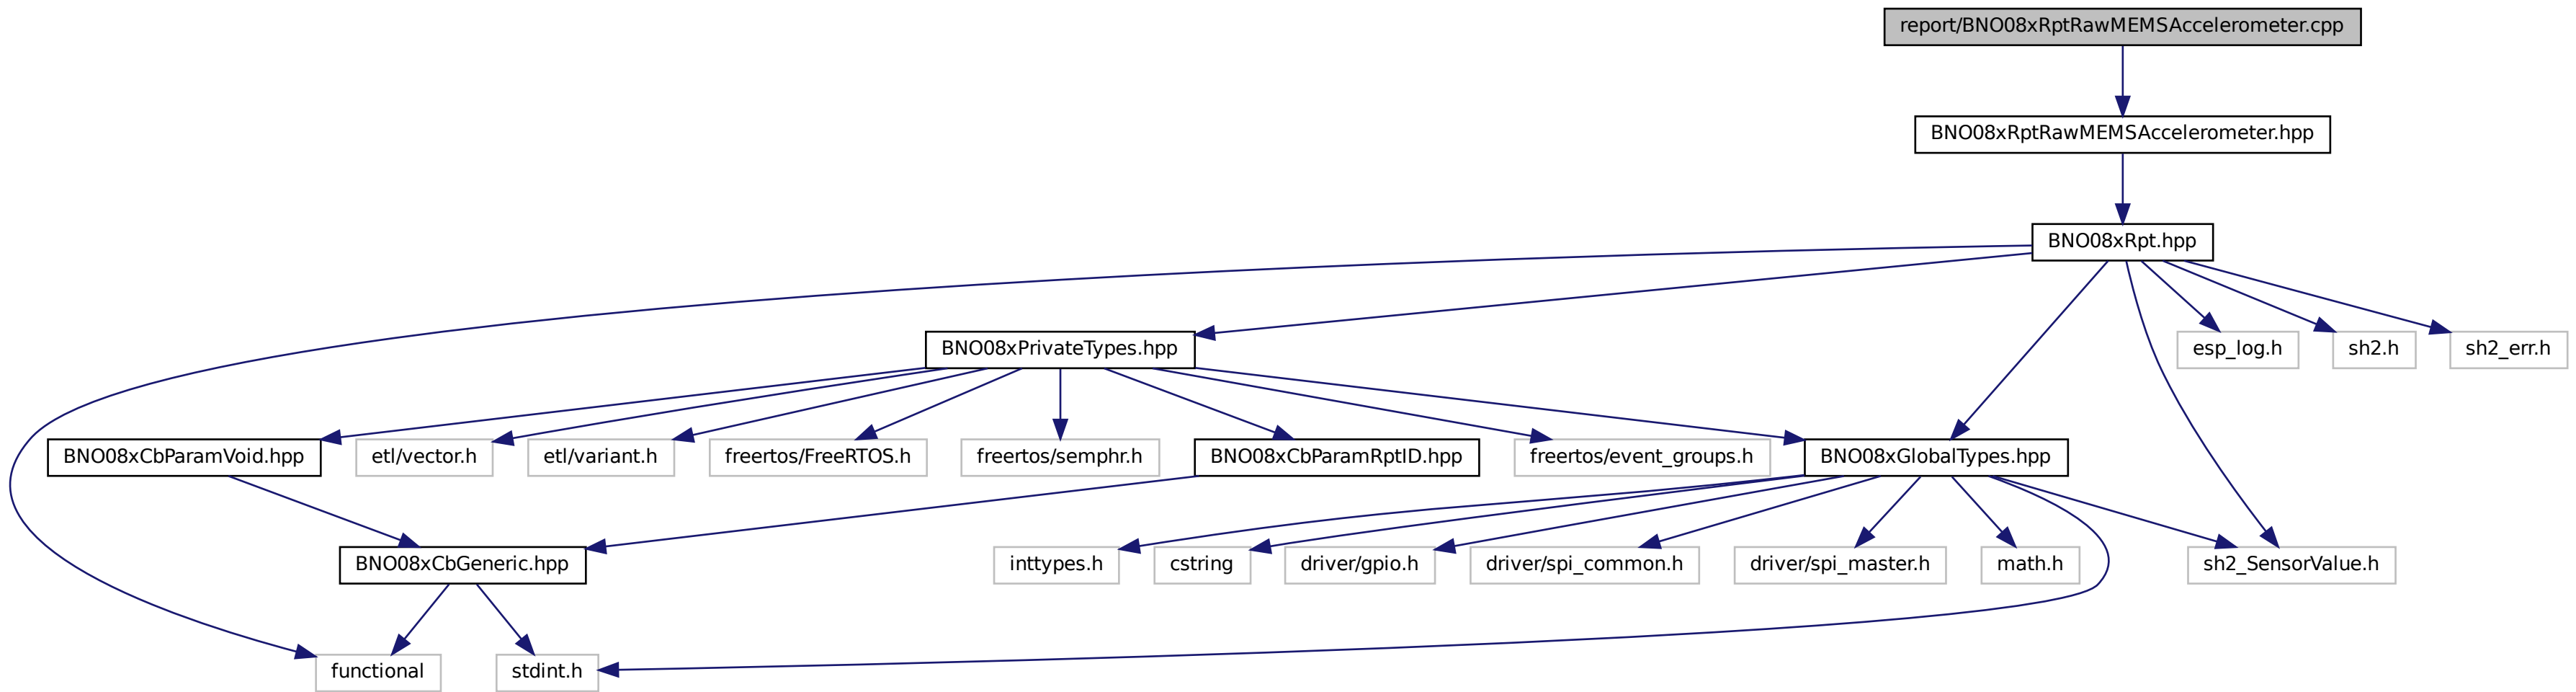 report/BNO08xRptRawMEMSAccelerometer.cpp
BNO08xRptRawMEMSAccelerometer.hpp
BNO08xRpt.hpp
BNO08xPrivateTypes.hpp
esp_log.h
sh2.h
sh2_err.h
BNO08xCbParamVoid.hpp
etl/vector.h
etl/variant.h
freertos/FreeRTOS.h
freertos/semphr.h
BNO08xCbParamRptID.hpp
freertos/event_groups.h
BNO08xGlobalTypes.hpp
BNO08xCbGeneric.hpp
inttypes.h
cstring
driver/gpio.h
driver/spi_common.h
driver/spi_master.h
math.h
sh2_SensorValue.h
functional
stdint.h